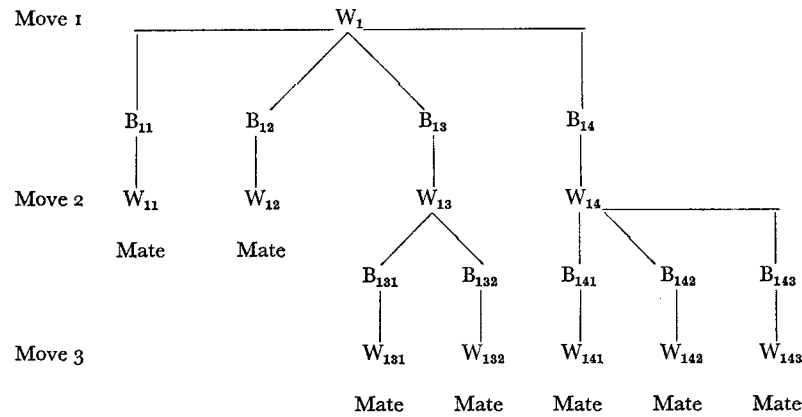 Move 1 W₁
B₁₁ B₁₂ B₁₃ B₁₄
Move 2 W₁₁ W₁₂ W₁₃ W₁₄
Mate Mate
B₁₃₁ B₁₃₂ B₁₄₁ B₁₄₂ B₁₄₃
Move 3 W₁₃₁ W₁₃₂ W₁₄₁ W₁₄₂ W₁₄₃
Mate Mate Mate Mate Mate